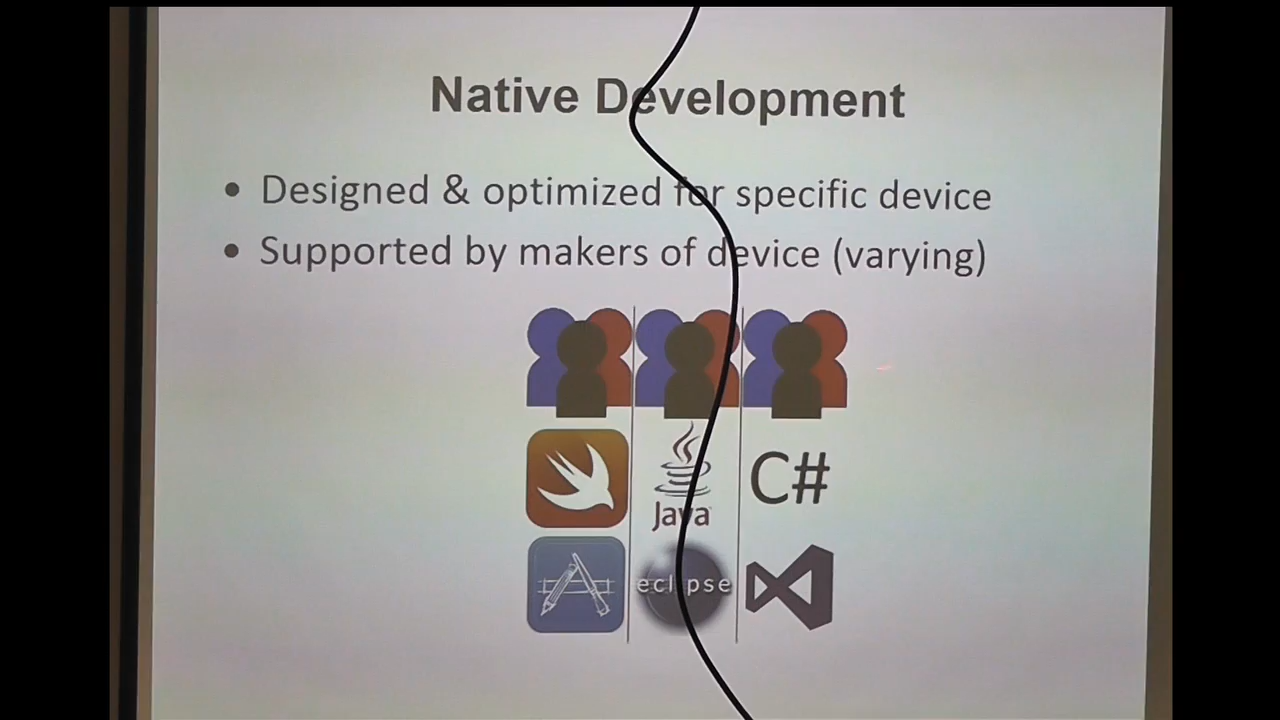 Native Development
• Designed & optimized for specific device
• Supported by makers of device (varying)
Java
C#
eclipse